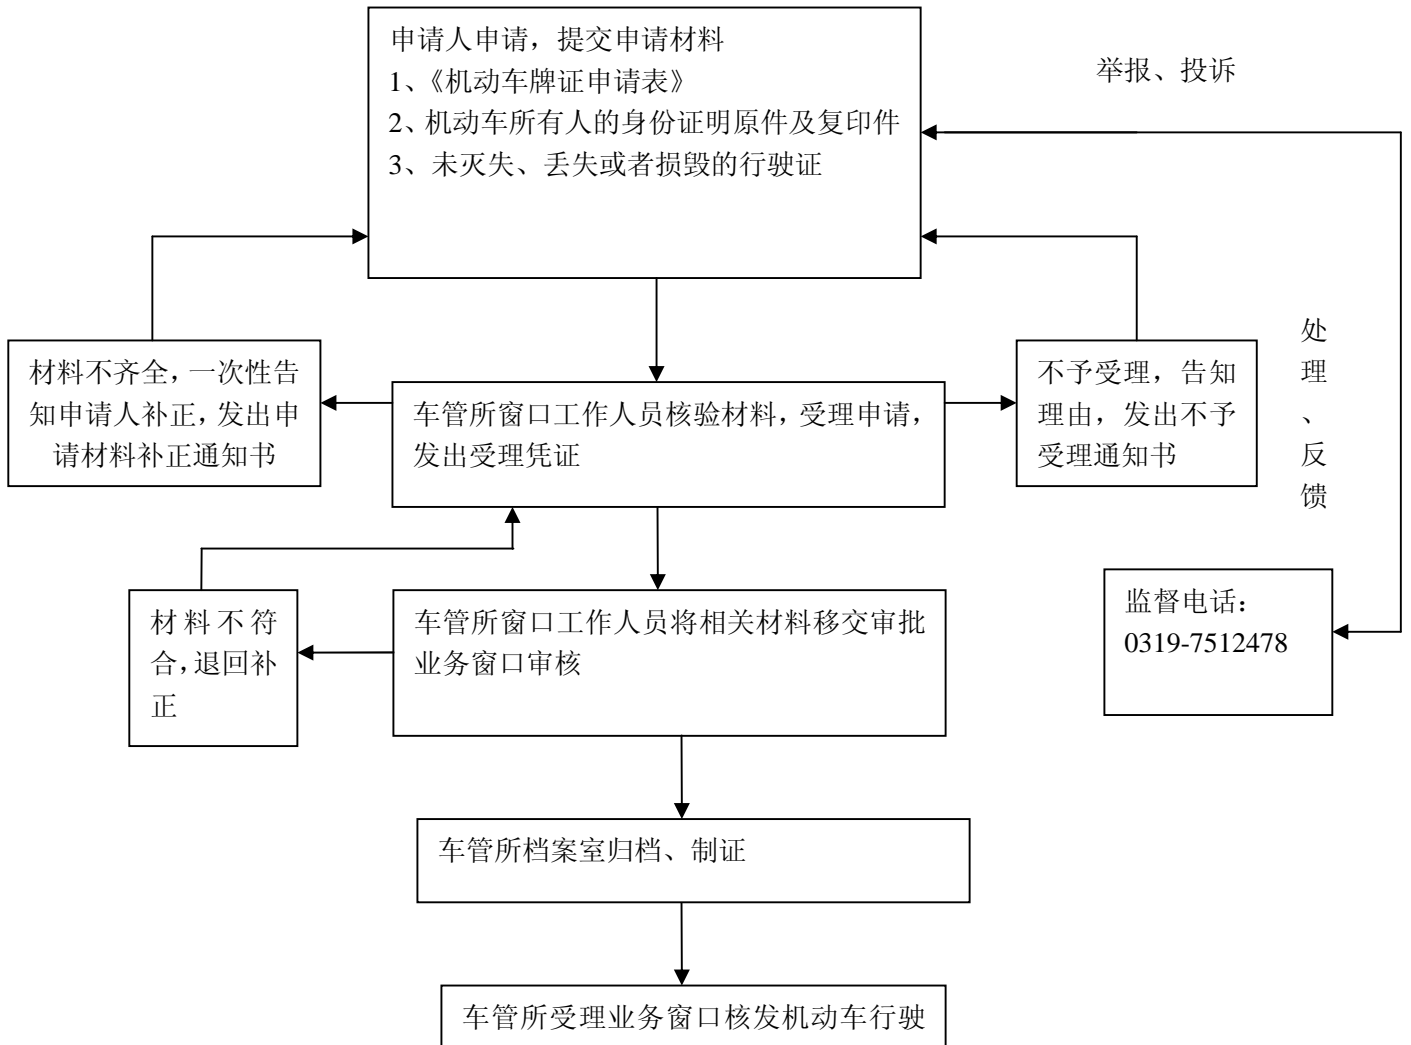 申请人申请，提交申请材料
1、《机动车牌证申请表》
2、机动车所有人的身份证明原件及复印件
3、未灭失、丢失或者损毁的行驶证
举报、投诉
材料不齐全，一次性告
知申请人补正，发出申
请材料补正通知书
车管所窗口工作人员核验材料，受理申请，
发出受理凭证
不予受理，告知
理由，发出不予
受理通知书
处
理
、
反
馈
材料不符
合，退回补
正
车管所窗口工作人员将相关材料移交审批
业务窗口审核
监督电话：
0319-7512478
车管所档案室归档、制证
车管所受理业务窗口核发机动车行驶